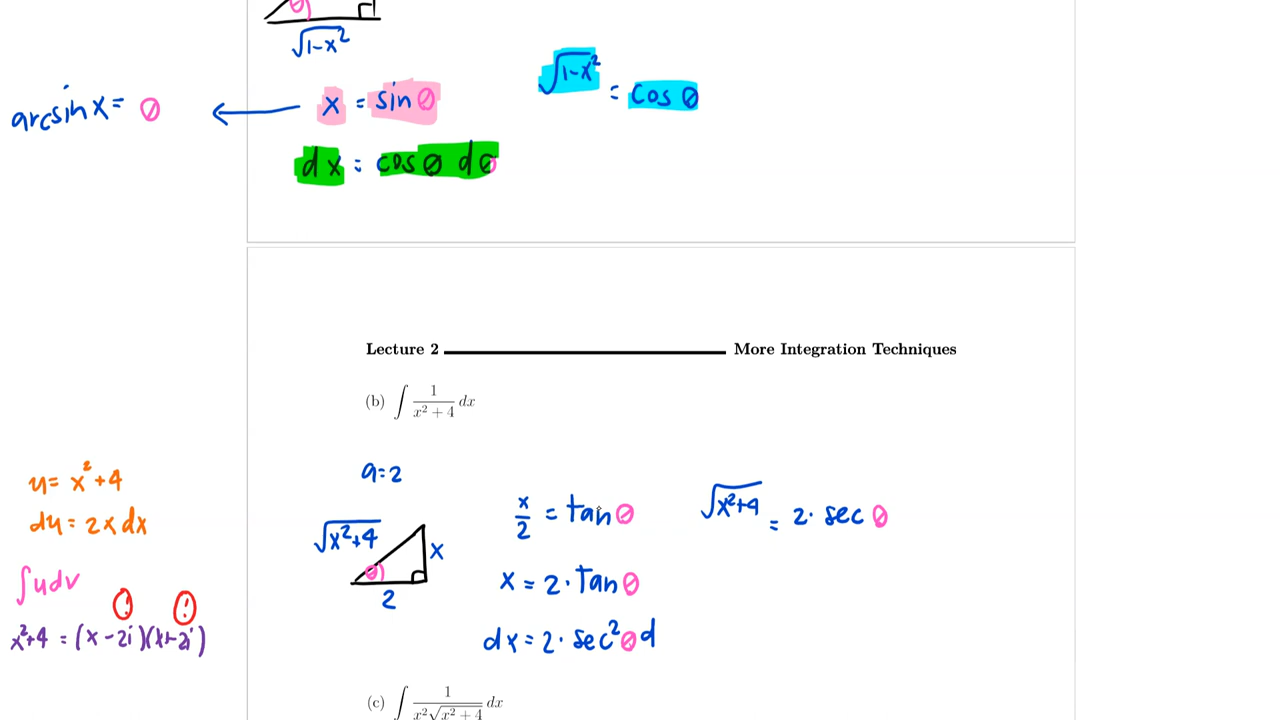 θ
√1-x²
√1-x² = cos θ
arcsin x = θ ← x = sin θ
dx = cos θ dθ
Lecture 2 More Integration Techniques
(b) ∫ 1/(x² + 4) dx
a=2
u= x²+4
du = 2x dx
∫udv
x²+4 = (x-2i)(x+2i)
! !
√x²+4
x
θ
2
x/2 = tan θ
x = 2·tan θ
dx = 2·sec²θ d
√x²+4 = 2·sec θ
(c) ∫ 1/(x²√x² + 4) dx